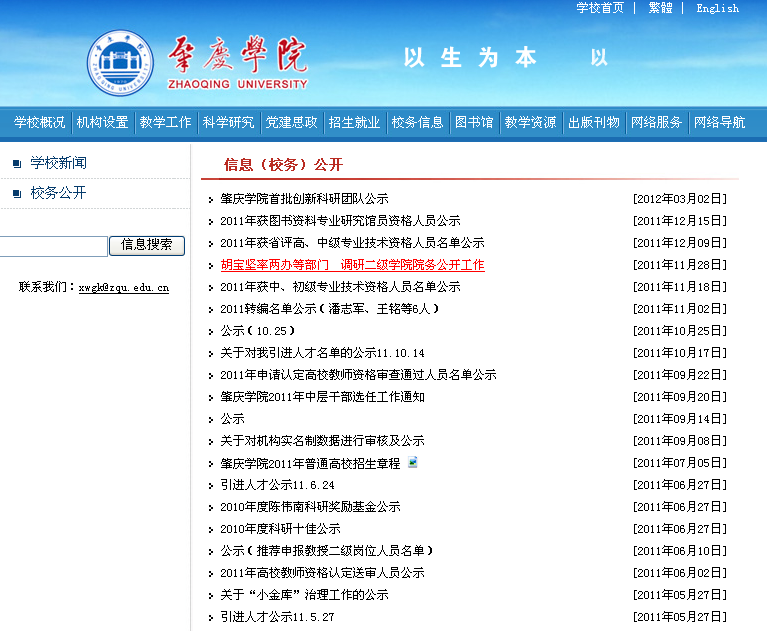 学校首页 | 繁體 | English
肇慶學院
ZHAOQING UNIVERSITY
以 生 为 本 以
学校概况 机构设置 教学工作 科学研究 党建思政 招生就业 校务信息 图书馆 教学资源 出版刊物 网络服务 网络导航
学校新闻
校务公开
信息搜索
联系我们：xwgk@zqu.edu.cn
信息（校务）公开
肇庆学院首批创新科研团队公示 [2012年03月02日]
2011年获图书资料专业研究馆员资格人员公示 [2011年12月15日]
2011年获省评高、中级专业技术资格人员名单公示 [2011年12月09日]
胡宝坚率两办等部门 调研二级学院院务公开工作 [2011年11月28日]
2011年获中、初级专业技术资格人员名单公示 [2011年11月18日]
2011转编名单公示（潘志军、王铭等6人） [2011年11月02日]
公示（10.25） [2011年10月25日]
关于对我引进人才名单的公示11.10.14 [2011年10月17日]
2011年申请认定高校教师资格审查通过人员名单公示 [2011年09月22日]
肇庆学院2011年中层干部选任工作通知 [2011年09月20日]
公示 [2011年09月14日]
关于对机构实名制数据进行审核及公示 [2011年09月08日]
肇庆学院2011年普通高校招生章程 [2011年07月05日]
引进人才公示11.6.24 [2011年06月27日]
2010年度陈伟南科研奖励基金公示 [2011年06月27日]
2010年度科研十佳公示 [2011年06月27日]
公示（推荐申报教授二级岗位人员名单） [2011年06月10日]
2011年高校教师资格认定送审人员公示 [2011年06月02日]
关于“小金库”治理工作的公示 [2011年05月27日]
引进人才公示11.5.27 [2011年05月27日]